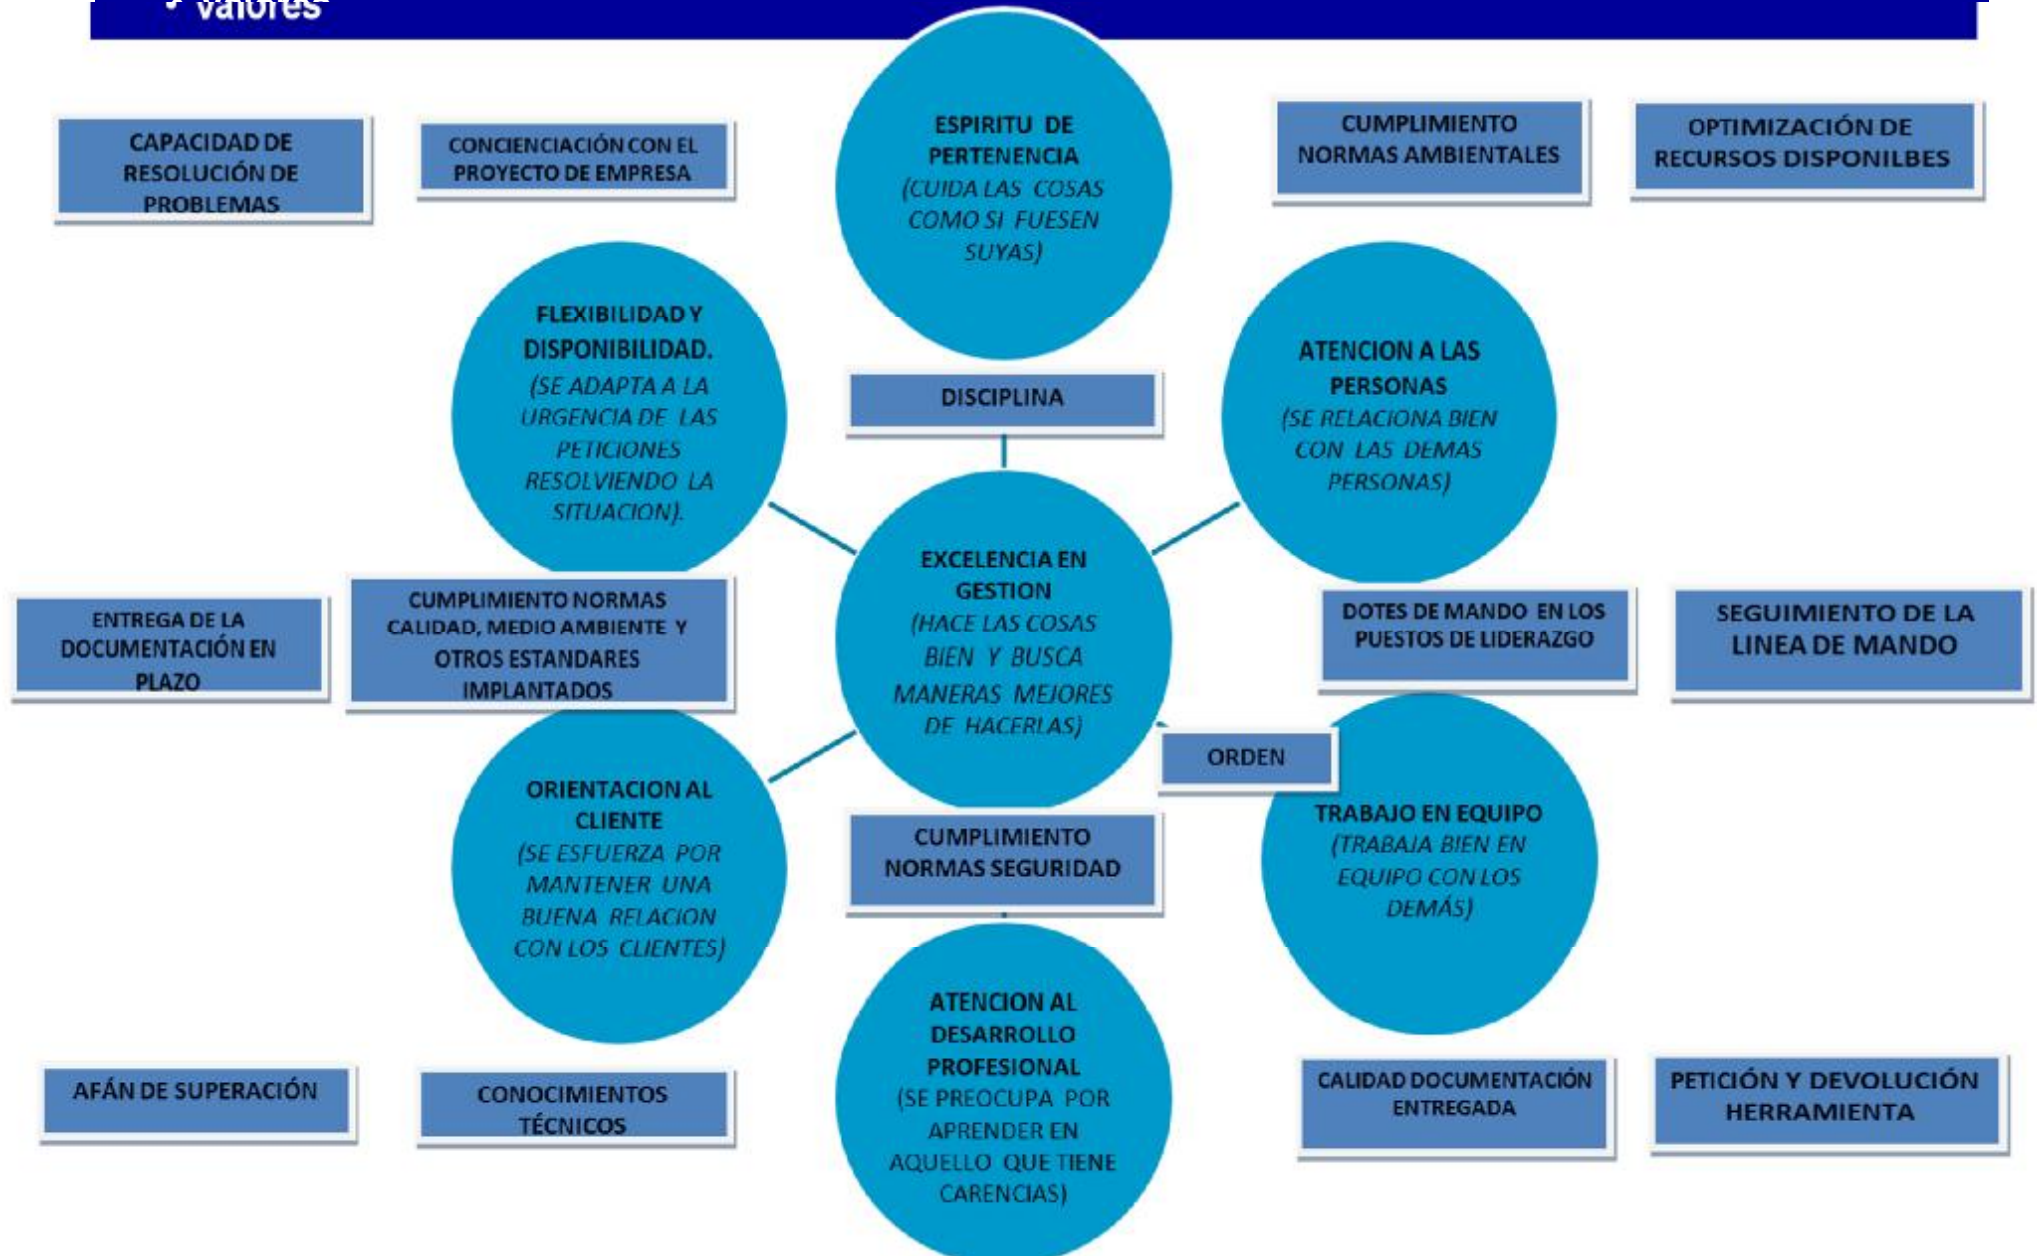 valores
CAPACIDAD DE
RESOLUCIÓN DE
PROBLEMAS
CONCIENCIACIÓN CON EL
PROYECTO DE EMPRESA
ESPIRITU DE
PERTENENCIA
(CUIDA LAS COSAS
COMO SI FUESEN
SUYAS)
CUMPLIMIENTO
NORMAS AMBIENTALES
OPTIMIZACIÓN DE
RECURSOS DISPONILBES
FLEXIBILIDAD Y
DISPONIBILIDAD.
(SE ADAPTA A LA
URGENCIA DE LAS
PETICIONES
RESOLVIENDO LA
SITUACION).
DISCIPLINA
ATENCION A LAS
PERSONAS
(SE RELACIONA BIEN
CON LAS DEMAS
PERSONAS)
ENTREGA DE LA
DOCUMENTACIÓN EN
PLAZO
CUMPLIMIENTO NORMAS
CALIDAD, MEDIO AMBIENTE Y
OTROS ESTANDARES
IMPLANTADOS
EXCELENCIA EN
GESTION
(HACE LAS COSAS
BIEN Y BUSCA
MANERAS MEJORES
DE HACERLAS)
DOTES DE MANDO EN LOS
PUESTOS DE LIDERAZGO
SEGUIMIENTO DE LA
LINEA DE MANDO
ORDEN
ORIENTACION AL
CLIENTE
(SE ESFUERZA POR
MANTENER UNA
BUENA RELACION
CON LOS CLIENTES)
CUMPLIMIENTO
NORMAS SEGURIDAD
TRABAJO EN EQUIPO
(TRABAJA BIEN EN
EQUIPO CON LOS
DEMÁS)
AFÁN DE SUPERACIÓN
CONOCIMIENTOS
TÉCNICOS
ATENCION AL
DESARROLLO
PROFESIONAL
(SE PREOCUPA POR
APRENDER EN
AQUELLO QUE TIENE
CARENCIAS)
CALIDAD DOCUMENTACIÓN
ENTREGADA
PETICIÓN Y DEVOLUCIÓN
HERRAMIENTA